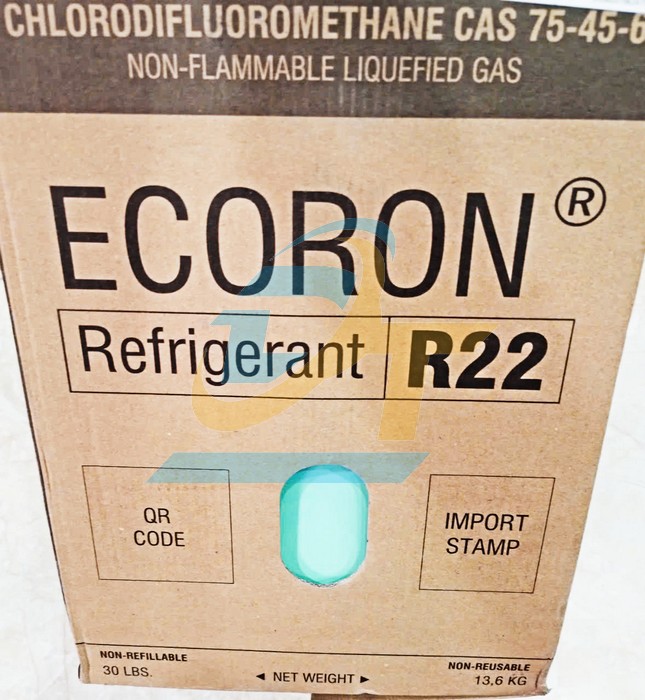 CHLORODIFLUOROMETHANE CAS 75-45-6
NON-FLAMMABLE LIQUEFIED GAS
ECORON®
Refrigerant R22
QR
CODE
IMPORT
STAMP
NON-REFILLABLE
30 LBS.
◄ NET WEIGHT ►
NON-REUSABLE
13,6 KG